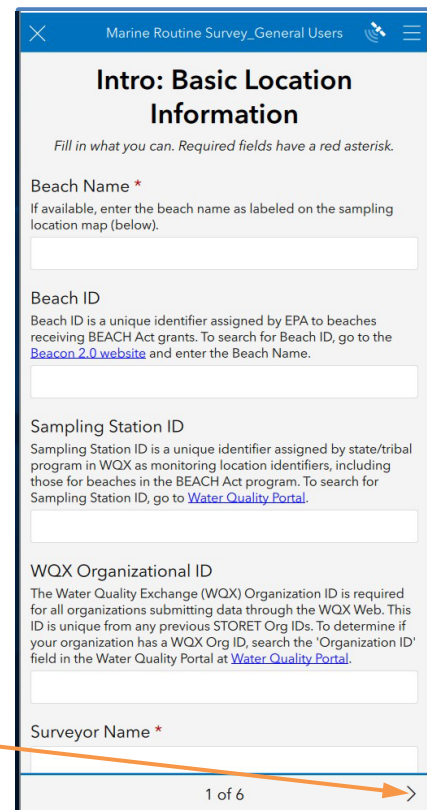 Marine Routine Survey_General Users
Intro: Basic Location
Information
Fill in what you can. Required fields have a red asterisk.
Beach Name *
If available, enter the beach name as labeled on the sampling
location map (below).
Beach ID
Beach ID is a unique identifier assigned by EPA to beaches
receiving BEACH Act grants. To search for Beach ID, go to the
Beacon 2.0 website and enter the Beach Name.
Sampling Station ID
Sampling Station ID is a unique identifier assigned by state/tribal
program in WQX as monitoring location identifiers, including
those for beaches in the BEACH Act program. To search for
Sampling Station ID, go to Water Quality Portal.
WQX Organizational ID
The Water Quality Exchange (WQX) Organization ID is required
for all organizations submitting data through the WQX Web. This
ID is unique from any previous STORET Org IDs. To determine if
your organization has a WQX Org ID, search the 'Organization ID'
field in the Water Quality Portal at Water Quality Portal.
Surveyor Name *
1 of 6